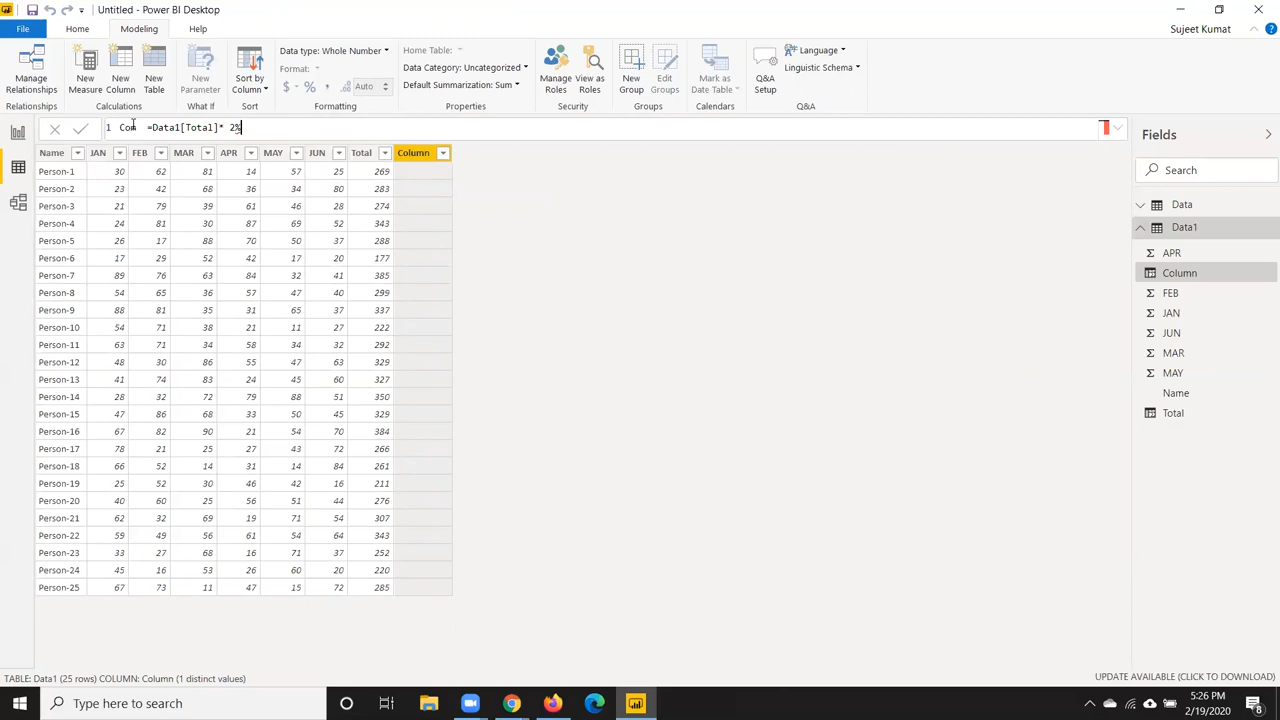 Untitled - Power BI Desktop
File Home Modeling Help Sujeet Kumat
Manage Relationships
Relationships
New Measure
New Column
New Table
Calculations
New Parameter
What If
Sort by Column
Sort
Data type: Whole Number
Format:
$ % , Auto
Formatting
Home Table:
Data Category: Uncategorized
Default Summarization: Sum
Properties
Manage Roles
View as Roles
Security
New Group
Edit Groups
Groups
Mark as Date Table
Calendars
Q&A Setup
Language
Linguistic Schema
Q&A
1 Com =Data1[Total]* 2%
Name JAN FEB MAR APR MAY JUN Total Column
Person-1 30 62 81 14 57 25 269
Person-2 23 42 68 36 34 80 283
Person-3 21 79 39 61 46 28 274
Person-4 24 81 30 87 69 52 343
Person-5 26 17 88 70 50 37 288
Person-6 17 29 52 42 17 20 177
Person-7 89 76 63 84 32 41 385
Person-8 54 65 36 57 47 40 299
Person-9 88 81 35 31 65 37 337
Person-10 54 71 38 21 11 27 222
Person-11 63 71 34 58 34 32 292
Person-12 48 30 86 55 47 63 329
Person-13 41 74 83 24 45 60 327
Person-14 28 32 72 79 88 51 350
Person-15 47 86 68 33 50 45 329
Person-16 67 82 90 21 54 70 384
Person-17 78 21 25 27 43 72 266
Person-18 66 52 14 31 14 84 261
Person-19 25 52 30 46 42 16 211
Person-20 40 60 25 56 51 44 276
Person-21 62 32 69 19 71 54 307
Person-22 59 49 56 61 54 64 343
Person-23 33 27 68 16 71 37 252
Person-24 45 16 53 26 60 20 220
Person-25 67 73 11 47 15 72 285
Fields
Search
Data
Data1
APR
Column
FEB
JAN
JUN
MAR
MAY
Name
Total
TABLE: Data1 (25 rows) COLUMN: Column (1 distinct values)
UPDATE AVAILABLE (CLICK TO DOWNLOAD)
Type here to search
5:26 PM
2/19/2020
8